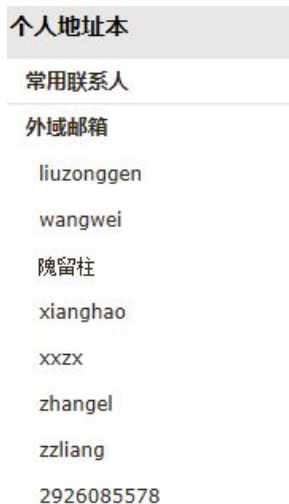 个人地址本
常用联系人
外域邮箱
liuzonggen
wangwei
隗留柱
xianghao
xxzx
zhangel
zzliang
2926085578